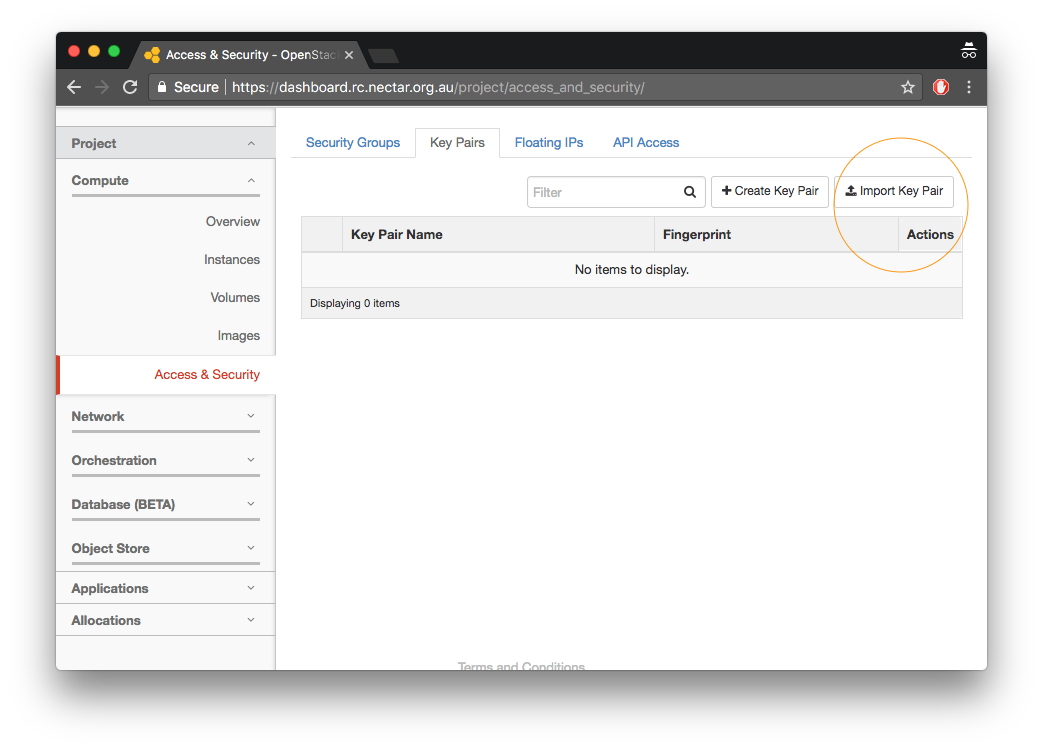 Access & Security - OpenStac
Secure https://dashboard.rc.nectar.org.au/project/access_and_security/
Project
Compute
Overview
Instances
Volumes
Images
Access & Security
Network
Orchestration
Database (BETA)
Object Store
Applications
Allocations
Security Groups Key Pairs Floating IPs API Access
Filter + Create Key Pair Import Key Pair
Key Pair Name Fingerprint Actions
No items to display.
Displaying 0 items
Terms and Conditions